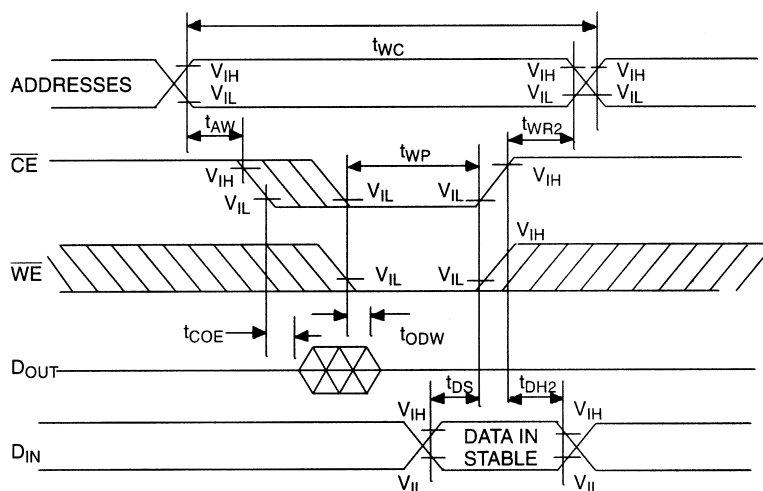 tWC
ADDRESSES
VIH
VIL
VIH
VIL
VIH
VIL
tAW
tWR2
CE
tWP
VIH
VIL
VIL
VIL
VIH
VIH
WE
VIL
VIL
tCOE
tODW
DOUT
tDS
tDH2
VIH
VIH
DIN
DATA IN
STABLE
VIL
VIL